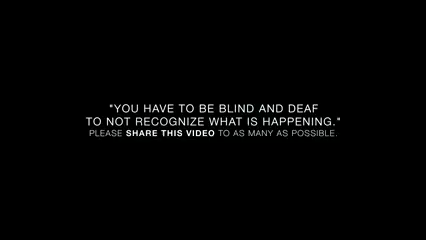 "YOU HAVE TO BE BLIND AND DEAF
TO NOT RECOGNIZE WHAT IS HAPPENING."
PLEASE SHARE THIS VIDEO TO AS MANY AS POSSIBLE.